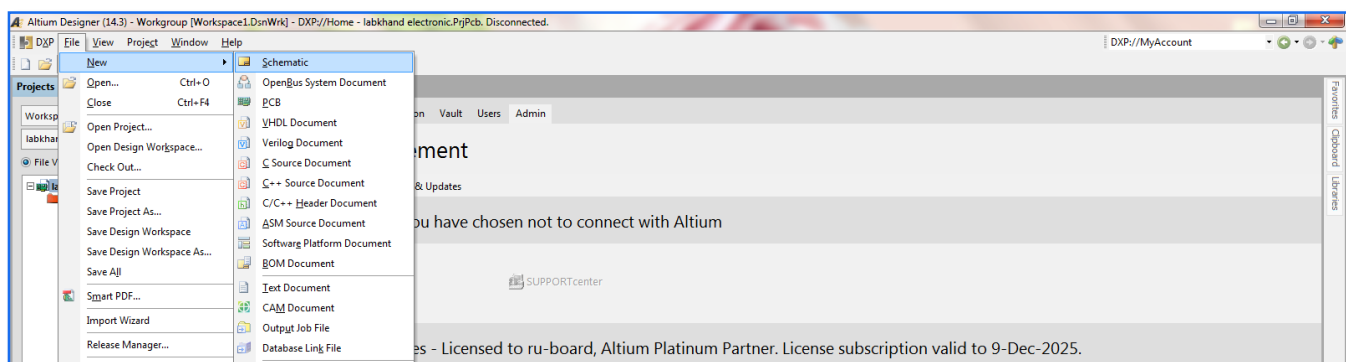 Altium Designer (14.3) - Workgroup [Workspace1.DsnWrk] - DXP://Home - labkhand electronic.PrjPcb. Disconnected.
DXP File View Project Window Help
DXP://MyAccount
New
Open... Ctrl+O
Close Ctrl+F4
Open Project...
Open Design Workspace...
Check Out...
Save Project
Save Project As...
Save Design Workspace
Save Design Workspace As...
Save All
Smart PDF...
Import Wizard
Release Manager...
Schematic
OpenBus System Document
PCB
VHDL Document
Verilog Document
C Source Document
C++ Source Document
C/C++ Header Document
ASM Source Document
Software Platform Document
BOM Document
Text Document
CAM Document
Output Job File
Database Link File
Projects
Worksp
labkhar
File V
la
on Vault Users Admin
ement
& Updates
ou have chosen not to connect with Altium
SUPPORTcenter
es - Licensed to ru-board, Altium Platinum Partner. License subscription valid to 9-Dec-2025.
Favorites
Clipboard
Libraries